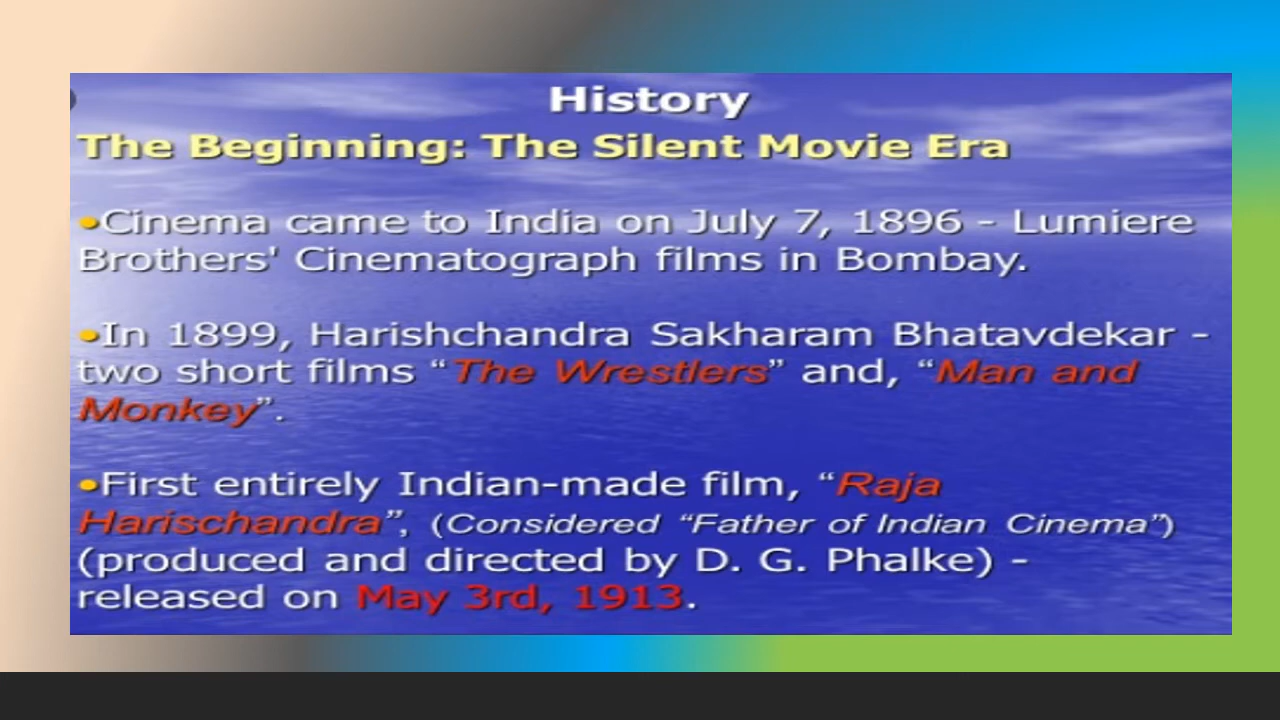 History
The Beginning: The Silent Movie Era
•Cinema came to India on July 7, 1896 - Lumiere
Brothers' Cinematograph films in Bombay.
•In 1899, Harishchandra Sakharam Bhatavdekar -
two short films “The Wrestlers” and, “Man and
Monkey”.
•First entirely Indian-made film, “Raja
Harischandra”, (Considered “Father of Indian Cinema”)
(produced and directed by D. G. Phalke) -
released on May 3rd, 1913.